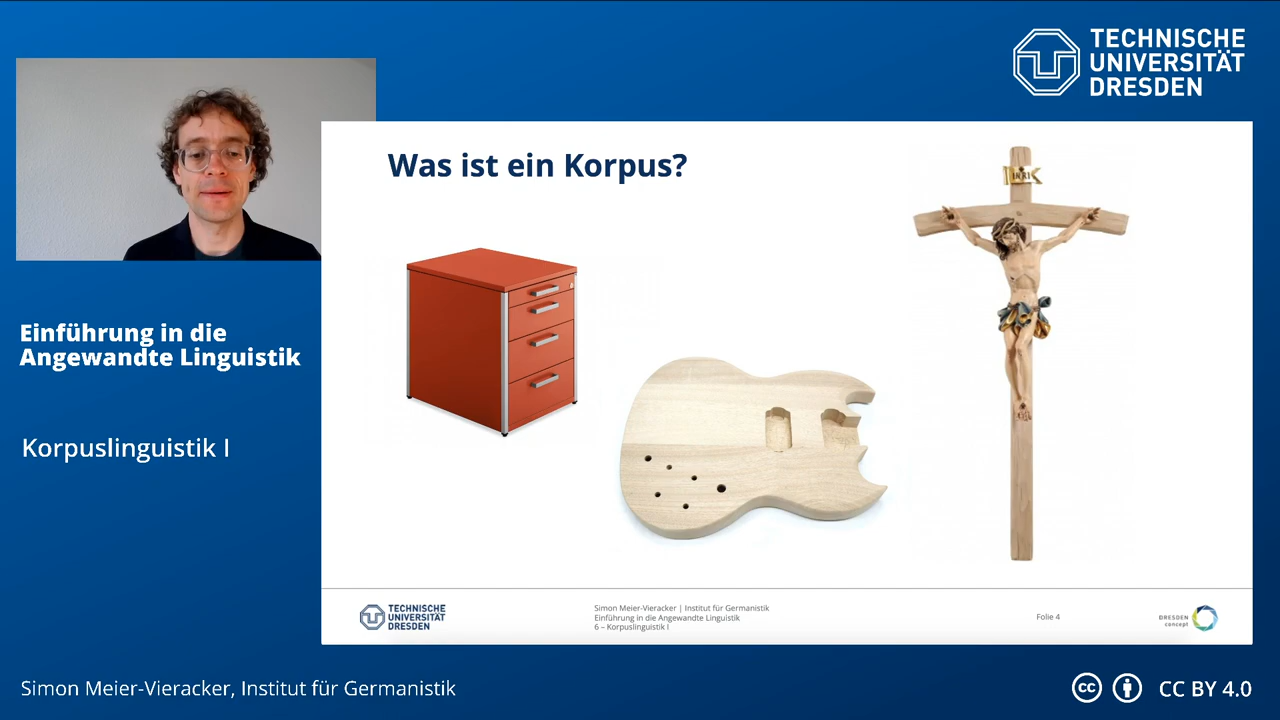 TECHNISCHE
UNIVERSITÄT
DRESDEN
Was ist ein Korpus?
INRI
Einführung in die
Angewandte Linguistik
Korpuslinguistik I
TECHNISCHE
UNIVERSITÄT
DRESDEN
Simon Meier-Vieracker | Institut für Germanistik
Einführung in die Angewandte Linguistik
6 – Korpuslinguistik I
Folie 4
DRESDEN
concept
Simon Meier-Vieracker, Institut für Germanistik
cc
CC BY 4.0